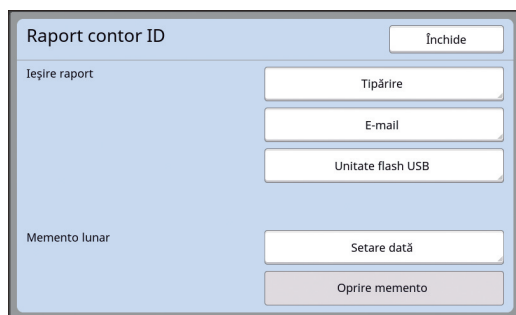 Raport contor ID
Închide
Ieşire raport
Tipărire
E-mail
Unitate flash USB
Memento lunar
Setare dată
Oprire memento